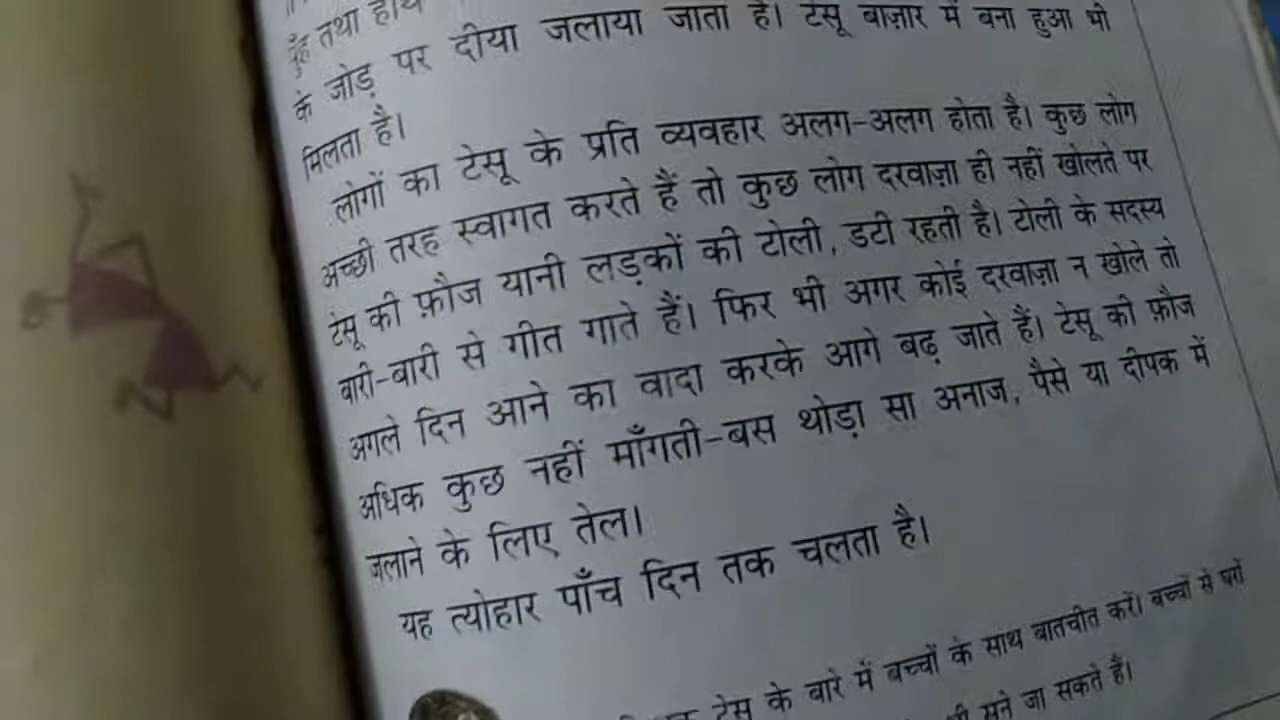 मुँह तथा हाथ
के जोड़ पर दीया जलाया जाता है। टेसू बाज़ार में बना हुआ भी
मिलता है।
लोगों का टेसू के प्रति व्यवहार अलग-अलग होता है। कुछ लोग
अच्छी तरह स्वागत करते हैं तो कुछ लोग दरवाज़ा ही नहीं खोलते पर
टेसू की फ़ौज यानी लड़कों की टोली, डटी रहती है। टोली के सदस्य
बारी-बारी से गीत गाते हैं। फिर भी अगर कोई दरवाज़ा न खोले तो
अगले दिन आने का वादा करके आगे बढ़ जाते हैं। टेसू की फ़ौज
अधिक कुछ नहीं माँगती-बस थोड़ा सा अनाज, पैसे या दीपक में
जलाने के लिए तेल।
यह त्योहार पाँच दिन तक चलता है।
टेसू के बारे में बच्चों के साथ बातचीत करें। बच्चों से घरों
सुने जा सकते हैं।